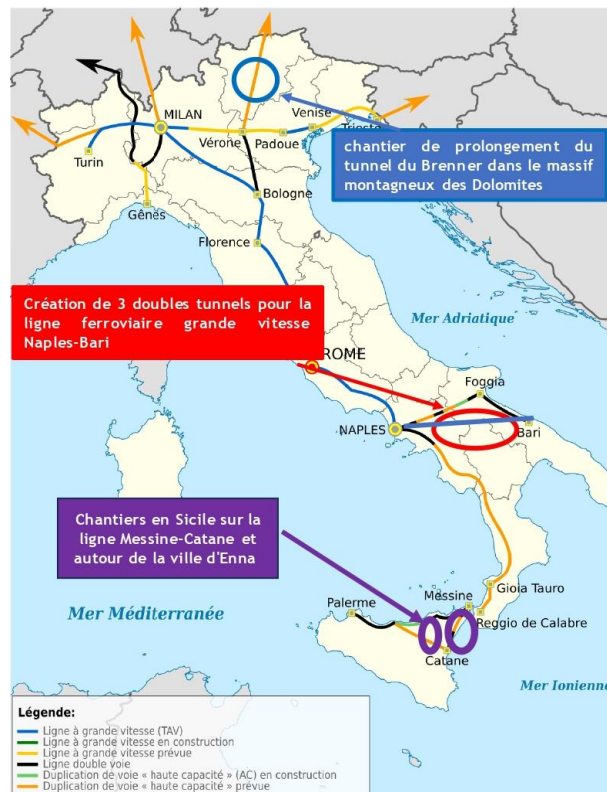 MILAN
Venise
Trieste
Vérone
Padoue
Turin
chantier de prolongement du
tunnel du Brenner dans le massif
montagneux des Dolomites
Bologne
Gênes
Florence
Création de 3 doubles tunnels pour la
ligne ferroviaire grande vitesse
Naples-Bari
Mer Adriatique
ROME
Foggia
NAPLES
Bari
Chantiers en Sicile sur la
ligne Messine-Catane et
autour de la ville d'Enna
Gioia Tauro
Messine
Palerme
Reggio de Calabre
Mer Méditerranée
Catane
Mer Ionienne
Légende:
Ligne à grande vitesse (TAV)
Ligne à grande vitesse en construction
Ligne à grande vitesse prévue
Ligne double voie
Duplication de voie « haute capacité » (AC) en construction
Duplication de voie « haute capacité » prévue